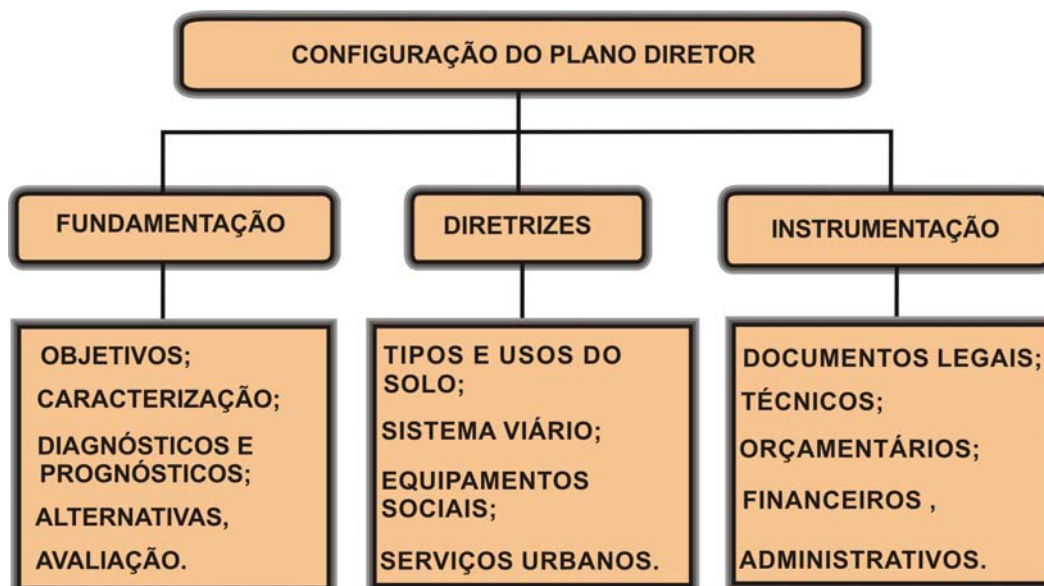 CONFIGURAÇÃO DO PLANO DIRETOR
FUNDAMENTAÇÃO
OBJETIVOS;
CARACTERIZAÇÃO;
DIAGNÓSTICOS E
PROGNÓSTICOS;
ALTERNATIVAS,
AVALIAÇÃO.
DIRETRIZES
TIPOS E USOS DO
SOLO;
SISTEMA VIÁRIO;
EQUIPAMENTOS
SOCIAIS;
SERVIÇOS URBANOS.
INSTRUMENTAÇÃO
DOCUMENTOS LEGAIS;
TÉCNICOS;
ORÇAMENTÁRIOS;
FINANCEIROS ,
ADMINISTRATIVOS.